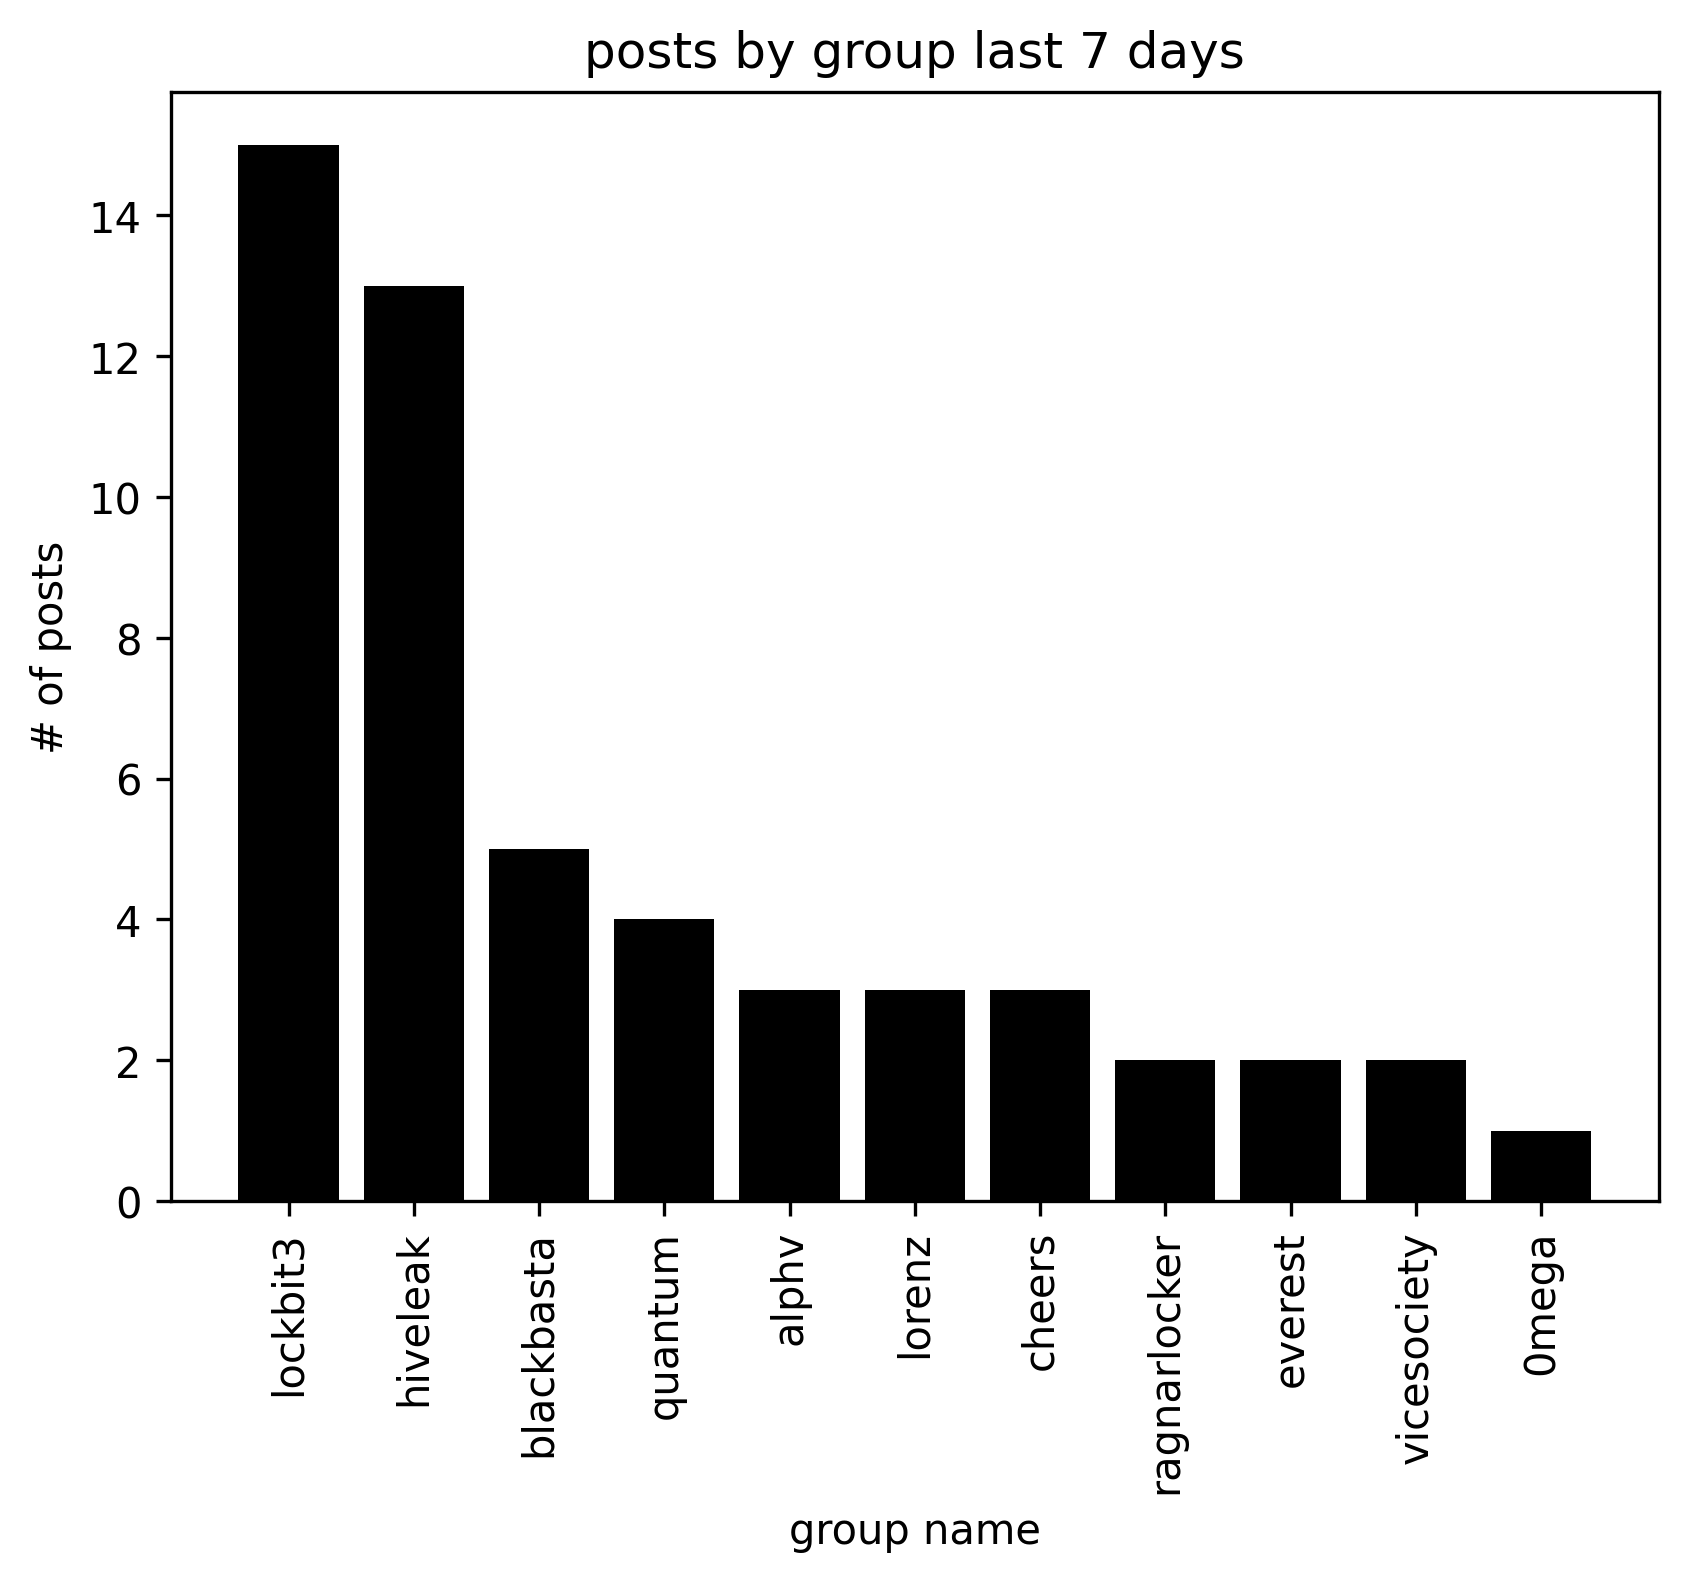 posts by group last 7 days
# of posts
14
12
10
8
6
4
2
0
lockbit3
hiveleak
blackbasta
quantum
alphv
lorenz
cheers
ragnarlocker
everest
vicesociety
0mega
group name